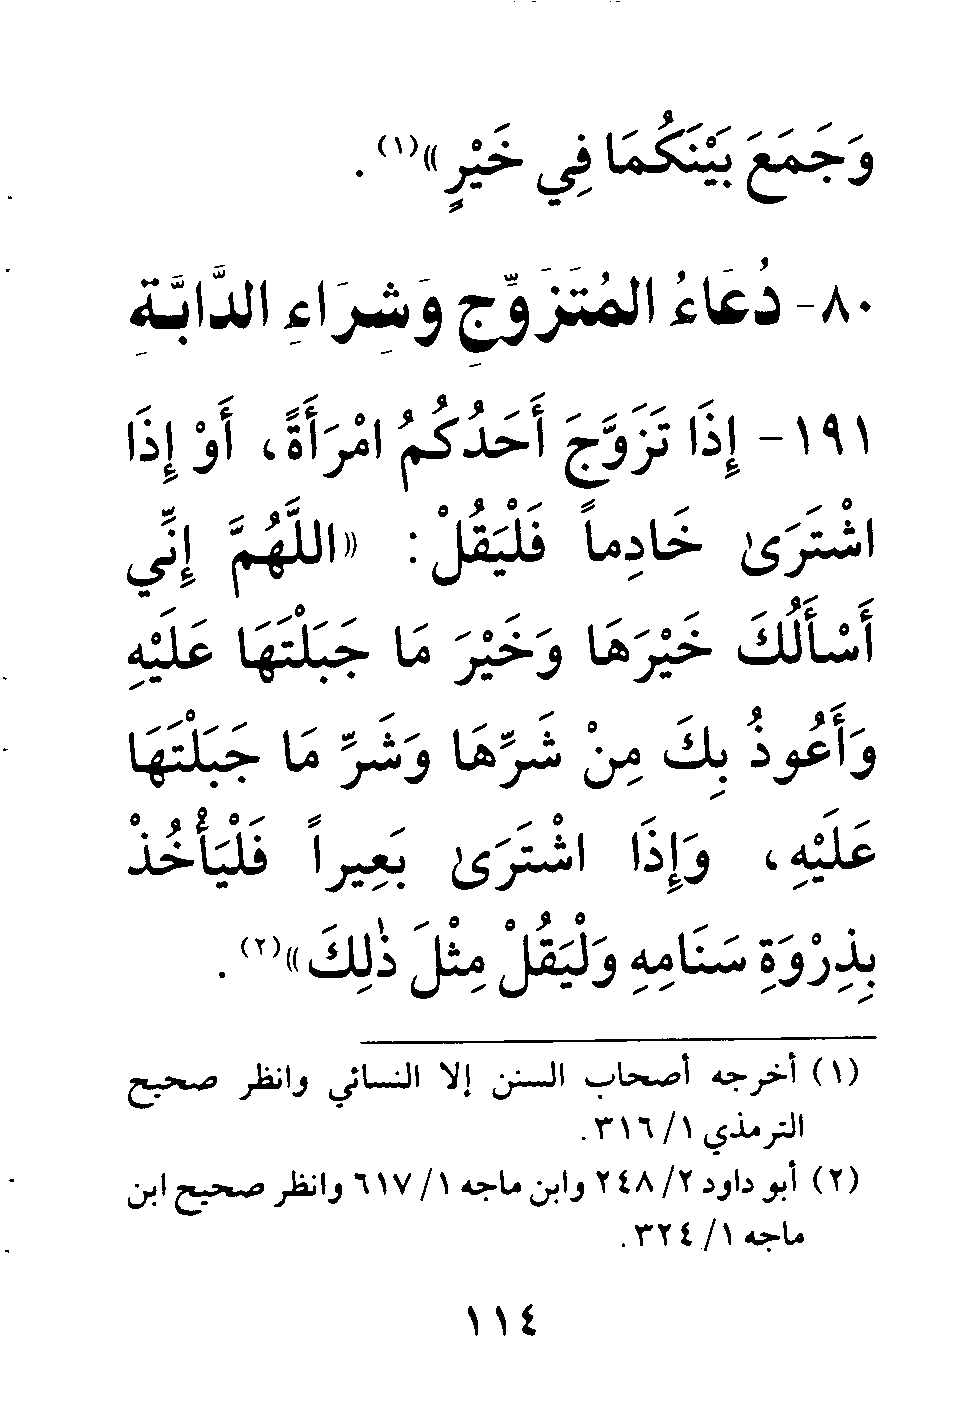 وَجَمَعَ بَيْنَكُمَا فِي خَيْرٍ»(١).
٨٠- دُعَاءُ المُتَزَوِّجِ وَشِرَاءِ الدَّابَّةِ
١٩١- إِذَا تَزَوَّجَ أَحَدُكُمُ امْرَأَةً، أَوْ إِذَا
اشْتَرَىٰ خَادِماً فَلْيَقُلْ: «اللَّهُمَّ إِنِّي
أَسْأَلُكَ خَيْرَهَا وَخَيْرَ مَا جَبَلْتَهَا عَلَيْهِ
وَأَعُوذُ بِكَ مِنْ شَرِّهَا وَشَرِّ مَا جَبَلْتَهَا
عَلَيْهِ، وَإِذَا اشْتَرَىٰ بَعِيراً فَلْيَأْخُذْ
بِذِرْوَةِ سَنَامِهِ وَلْيَقُلْ مِثْلَ ذٰلِكَ»(٢).
(١) أخرجه أصحاب السنن إلا النسائي وانظر صحيح
الترمذي ٣١٦/١.
(٢) أبو داود ٢٤٨/٢ وابن ماجه ٦١٧/١ وانظر صحيح ابن
ماجه ٣٢٤/١.
١١٤